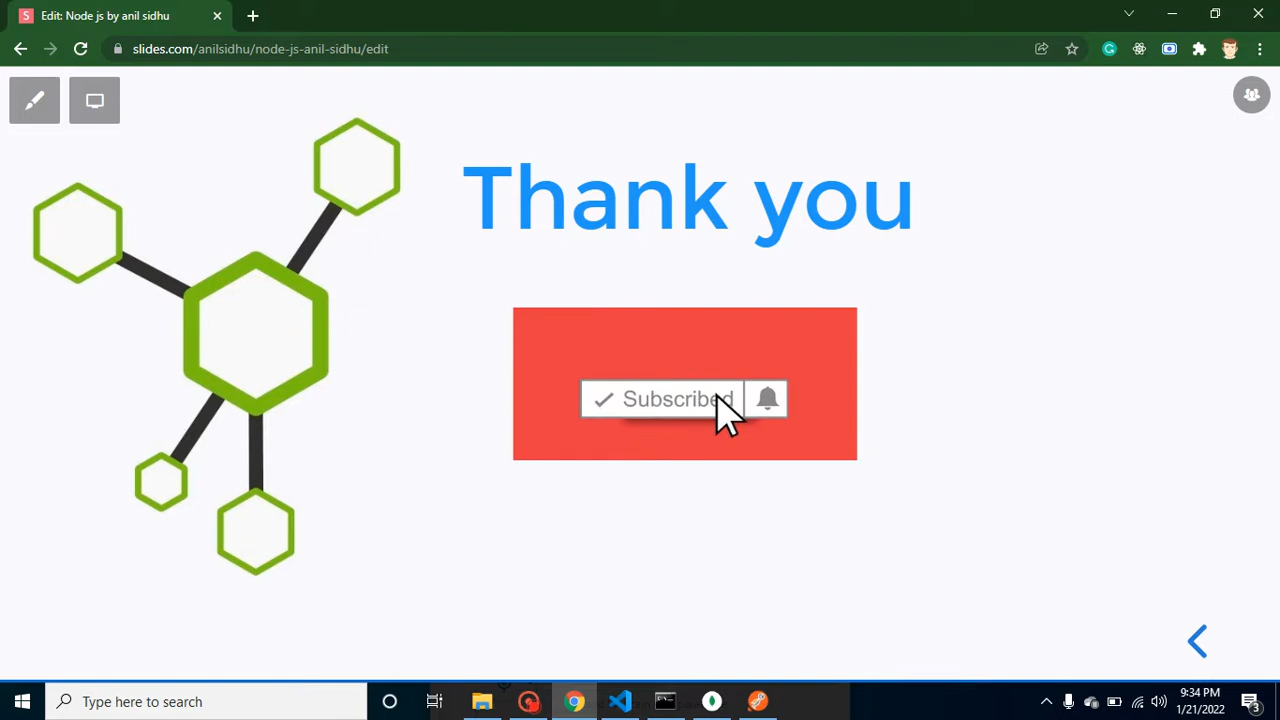 Edit: Node js by anil sidhu
slides.com/anilsidhu/node-js-anil-sidhu/edit
Thank you
Subscribed
Type here to search
9:34 PM
1/21/2022
3